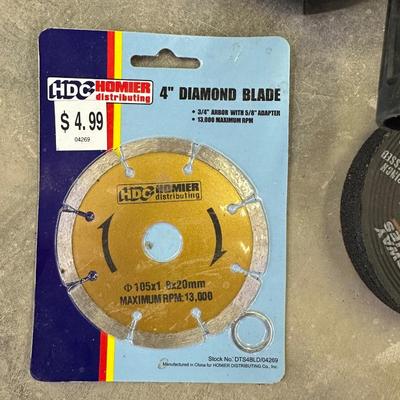 HDC HOMIER
distributing
4" DIAMOND BLADE
• 3/4" ARBOR WITH 5/8" ADAPTER
• 13,000 MAXIMUM RPM
$ 4.99
04269
HDC HOMIER
distributing
Φ 105x1.8x20mm
MAXIMUM RPM: 13,000
Stock No: DTS4BLD/04269
Manufactured in China for HOMIER DISTRIBUTING Co., Inc.